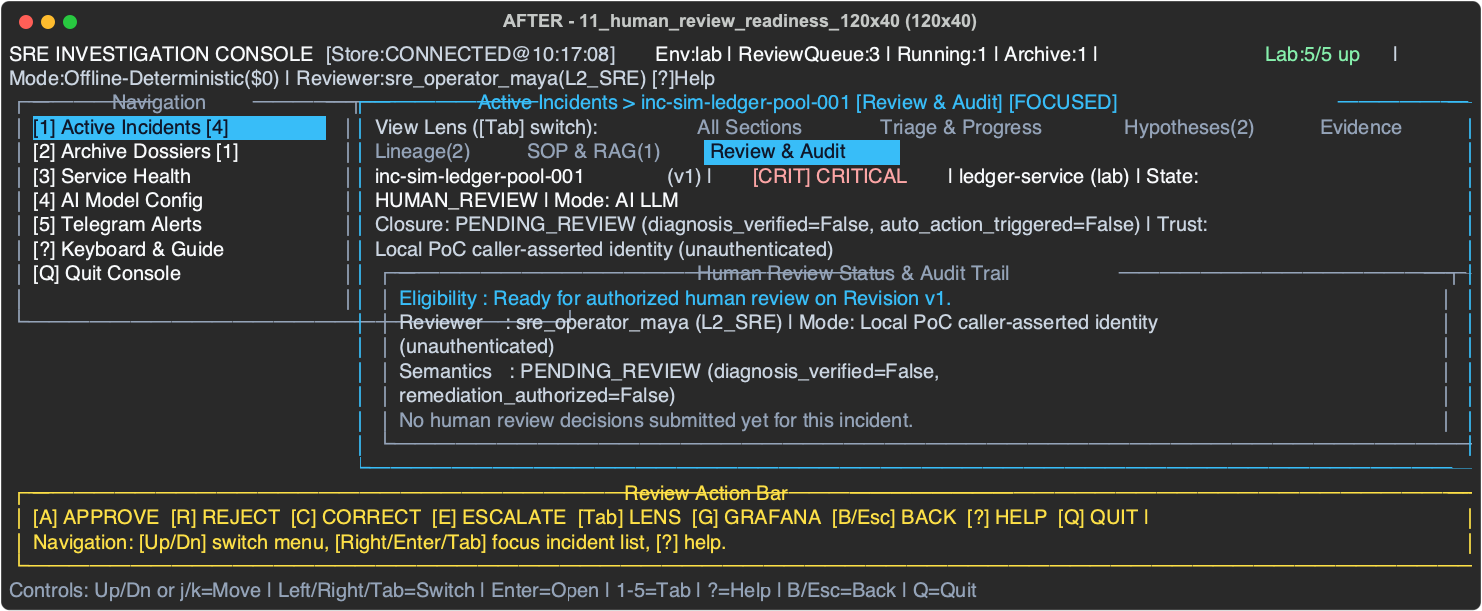 AFTER - 11_human_review_readiness_120x40 (120x40)
SRE INVESTIGATION CONSOLE [Store:CONNECTED@10:17:08] Env:lab | ReviewQueue:3 | Running:1 | Archive:1 | Lab:5/5 up |
Mode:Offline-Deterministic($0) | Reviewer:sre_operator_maya(L2_SRE) [?]Help
Navigation
[1] Active Incidents [4]
[2] Archive Dossiers [1]
[3] Service Health
[4] AI Model Config
[5] Telegram Alerts
[?] Keyboard & Guide
[Q] Quit Console
Active Incidents > inc-sim-ledger-pool-001 [Review & Audit] [FOCUSED]
View Lens ([Tab] switch): All Sections Triage & Progress Hypotheses(2) Evidence
Lineage(2) SOP & RAG(1) Review & Audit
inc-sim-ledger-pool-001 (v1) | [CRIT] CRITICAL | ledger-service (lab) | State:
HUMAN_REVIEW | Mode: AI LLM
Closure: PENDING_REVIEW (diagnosis_verified=False, auto_action_triggered=False) | Trust:
Local PoC caller-asserted identity (unauthenticated)
Human Review Status & Audit Trail
Eligibility : Ready for authorized human review on Revision v1.
Reviewer : sre_operator_maya (L2_SRE) | Mode: Local PoC caller-asserted identity
(unauthenticated)
Semantics : PENDING_REVIEW (diagnosis_verified=False,
remediation_authorized=False)
No human review decisions submitted yet for this incident.
Review Action Bar
[A] APPROVE [R] REJECT [C] CORRECT [E] ESCALATE [Tab] LENS [G] GRAFANA [B/Esc] BACK [?] HELP [Q] QUIT |
Navigation: [Up/Dn] switch menu, [Right/Enter/Tab] focus incident list, [?] help.
Controls: Up/Dn or j/k=Move | Left/Right/Tab=Switch | Enter=Open | 1-5=Tab | ?=Help | B/Esc=Back | Q=Quit